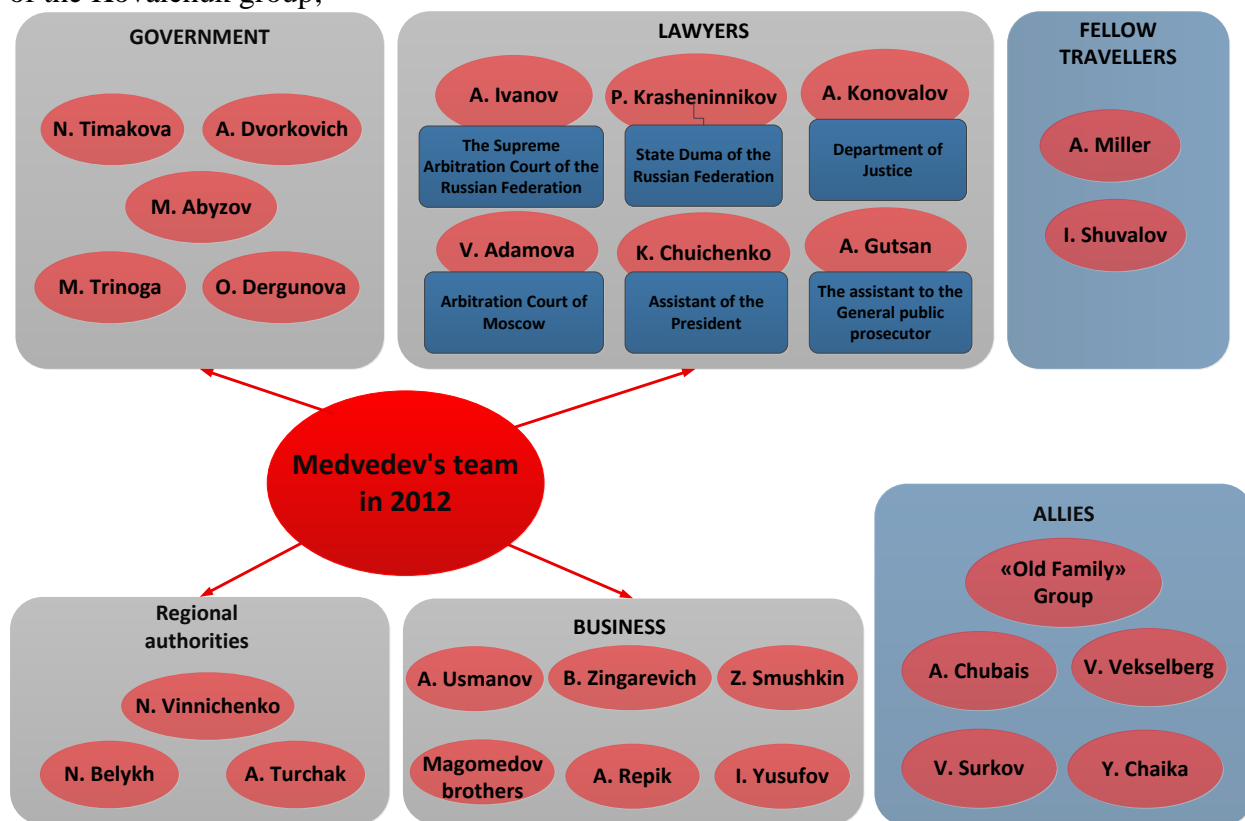 of the Kovalchuk group;
GOVERNMENT
N. Timakova
A. Dvorkovich
M. Abyzov
M. Trinoga
O. Dergunova
LAWYERS
A. Ivanov
The Supreme
Arbitration Court of the
Russian Federation
P. Krasheninnikov
State Duma of the
Russian Federation
A. Konovalov
Department of
Justice
V. Adamova
Arbitration Court of
Moscow
K. Chuichenko
Assistant of the
President
A. Gutsan
The assistant to the
General public
prosecutor
FELLOW
TRAVELLERS
A. Miller
I. Shuvalov
Medvedev's team
in 2012
Regional
authorities
N. Vinnichenko
N. Belykh
A. Turchak
BUSINESS
A. Usmanov
B. Zingarevich
Z. Smushkin
Magomedov
brothers
A. Repik
I. Yusufov
ALLIES
«Old Family»
Group
A. Chubais
V. Vekselberg
V. Surkov
Y. Chaika